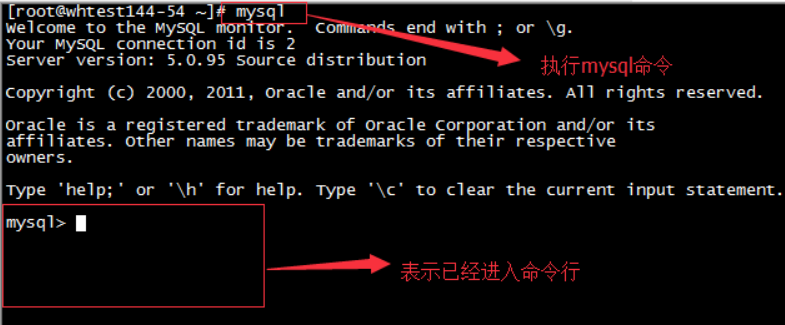 [root@whtest144-54 ~]# mysql
Welcome to the MySQL monitor.  Commands end with ; or \g.
Your MySQL connection id is 2
Server version: 5.0.95 Source distribution
执行mysql命令
Copyright (c) 2000, 2011, Oracle and/or its affiliates. All rights reserved.
Oracle is a registered trademark of Oracle Corporation and/or its
affiliates. Other names may be trademarks of their respective
owners.
Type 'help;' or '\h' for help. Type '\c' to clear the current input statement.
mysql>
表示已经进入命令行